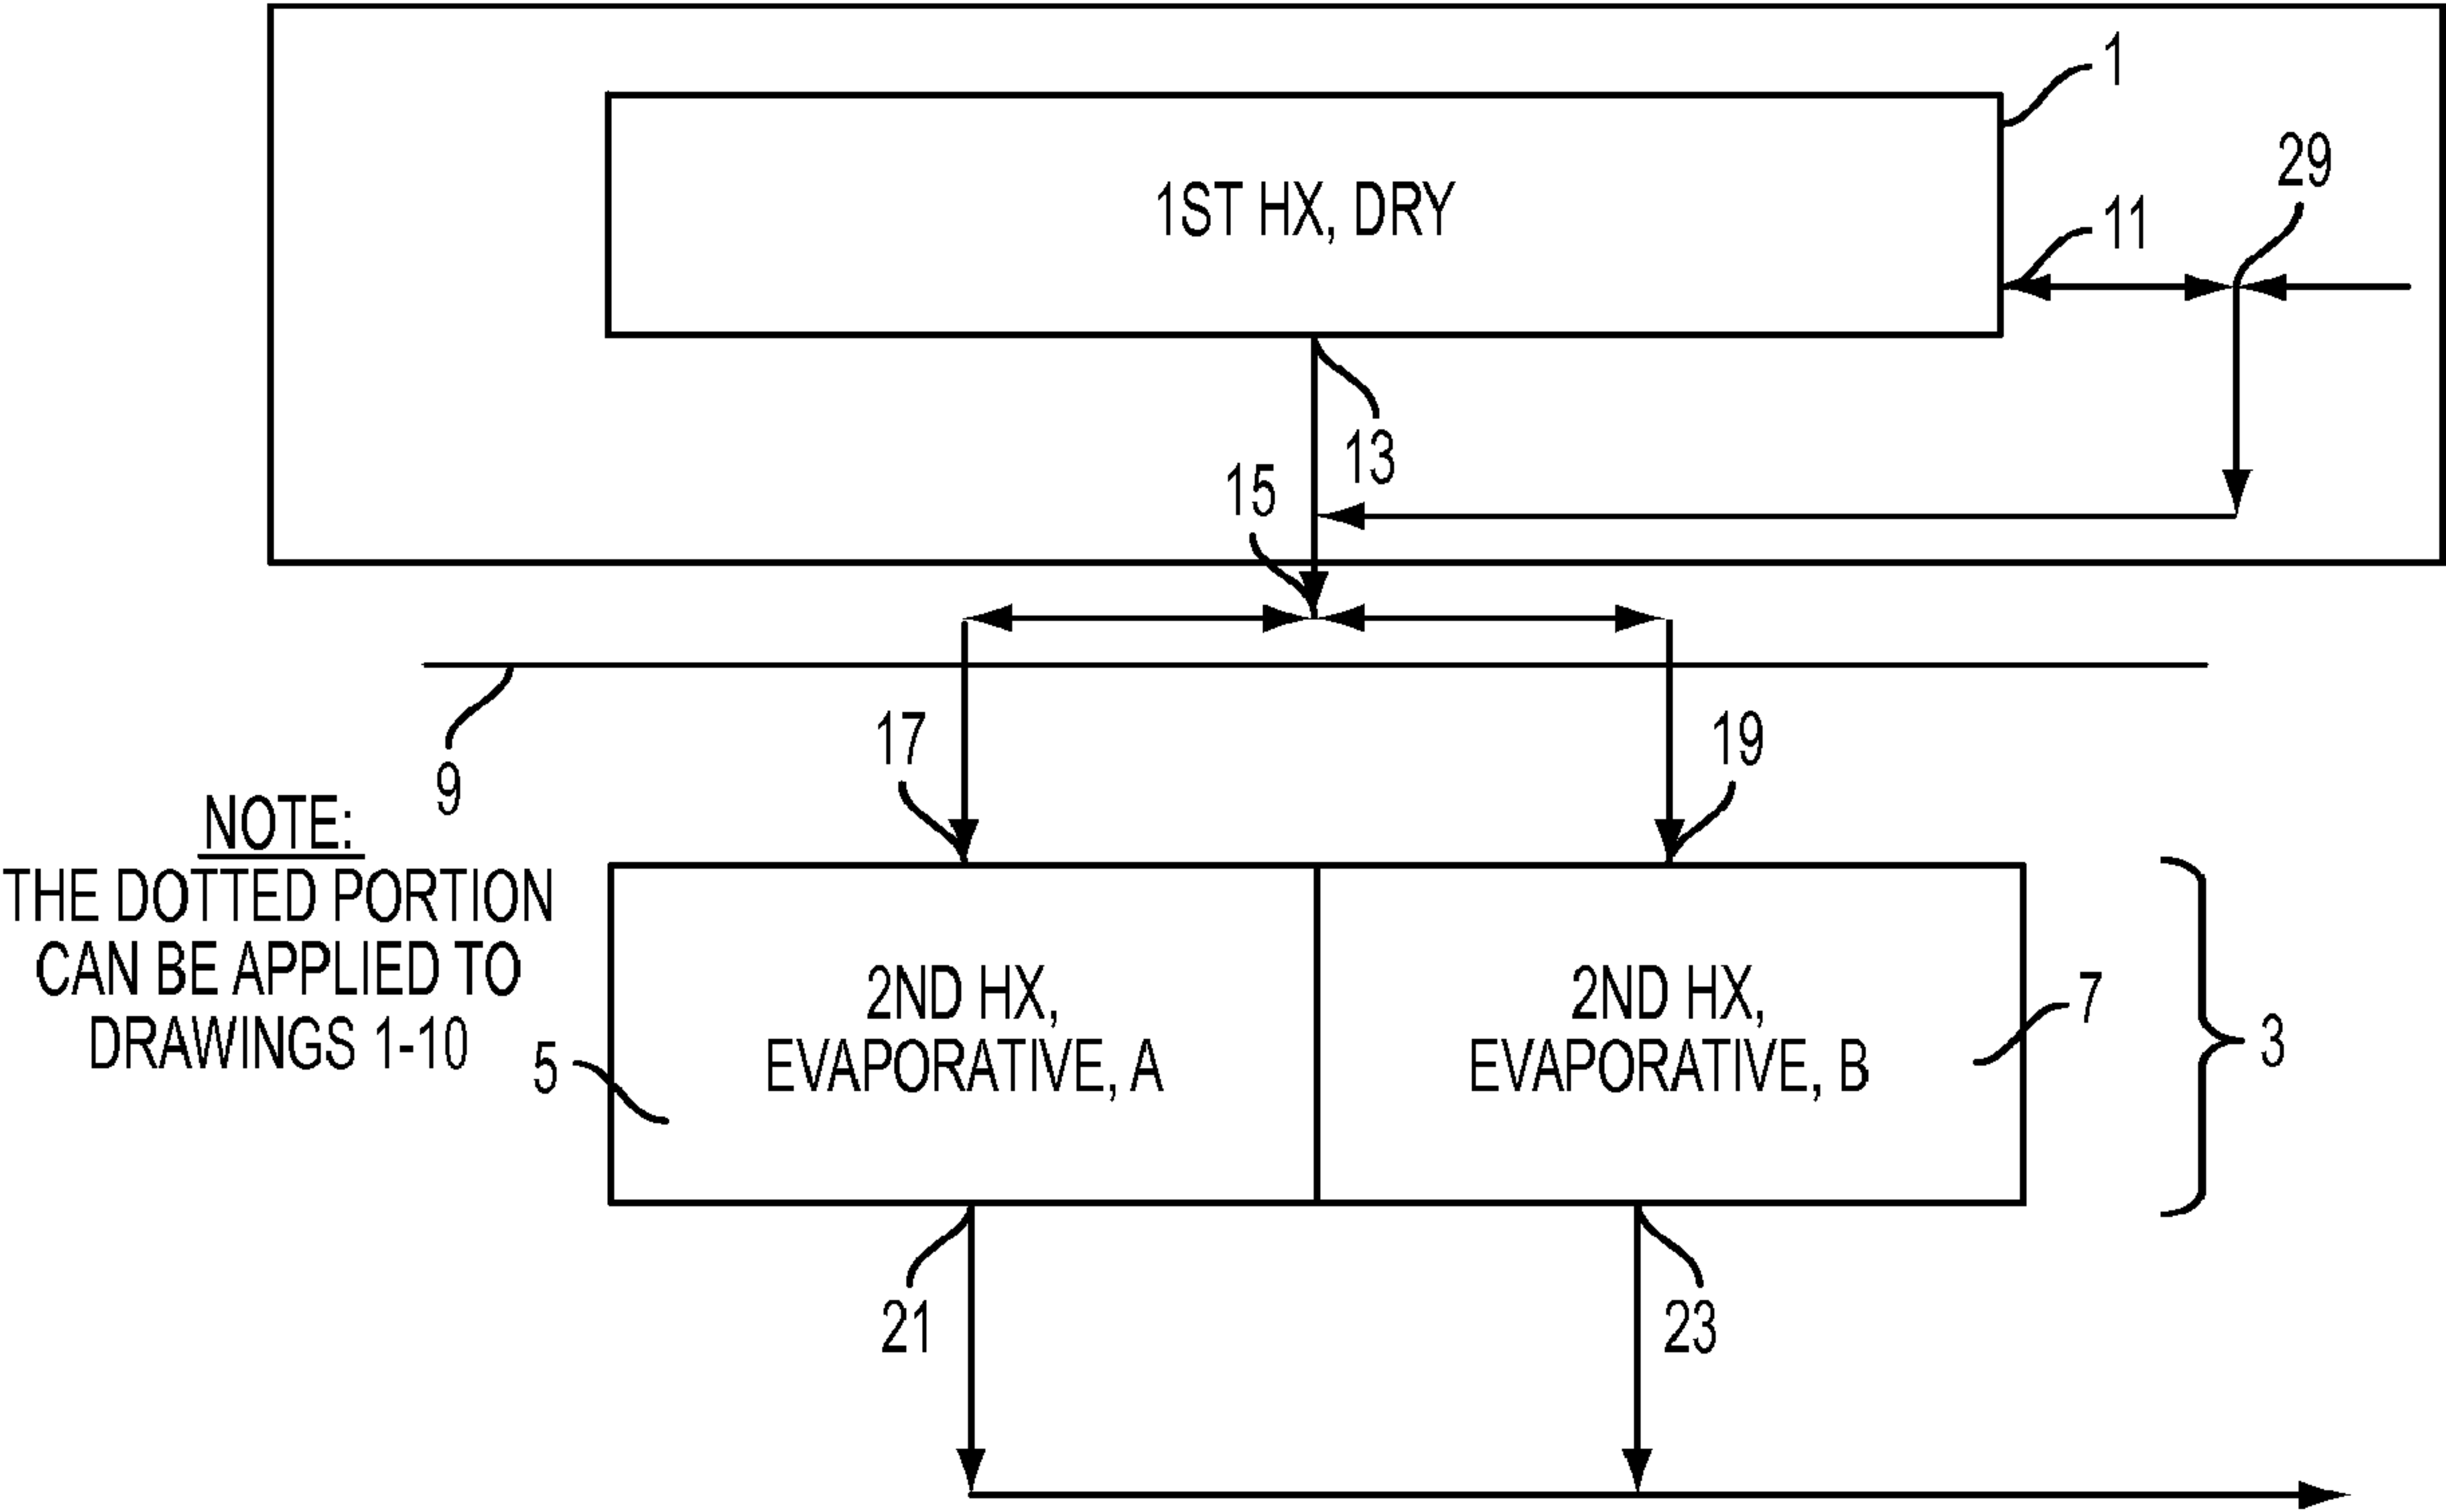 1
29
1ST HX, DRY
11
13
15
17
19
9
NOTE:
THE DOTTED PORTION
CAN BE APPLIED TO
DRAWINGS 1-10
2ND HX,
EVAPORATIVE, A
2ND HX,
EVAPORATIVE, B
7
5
3
21
23